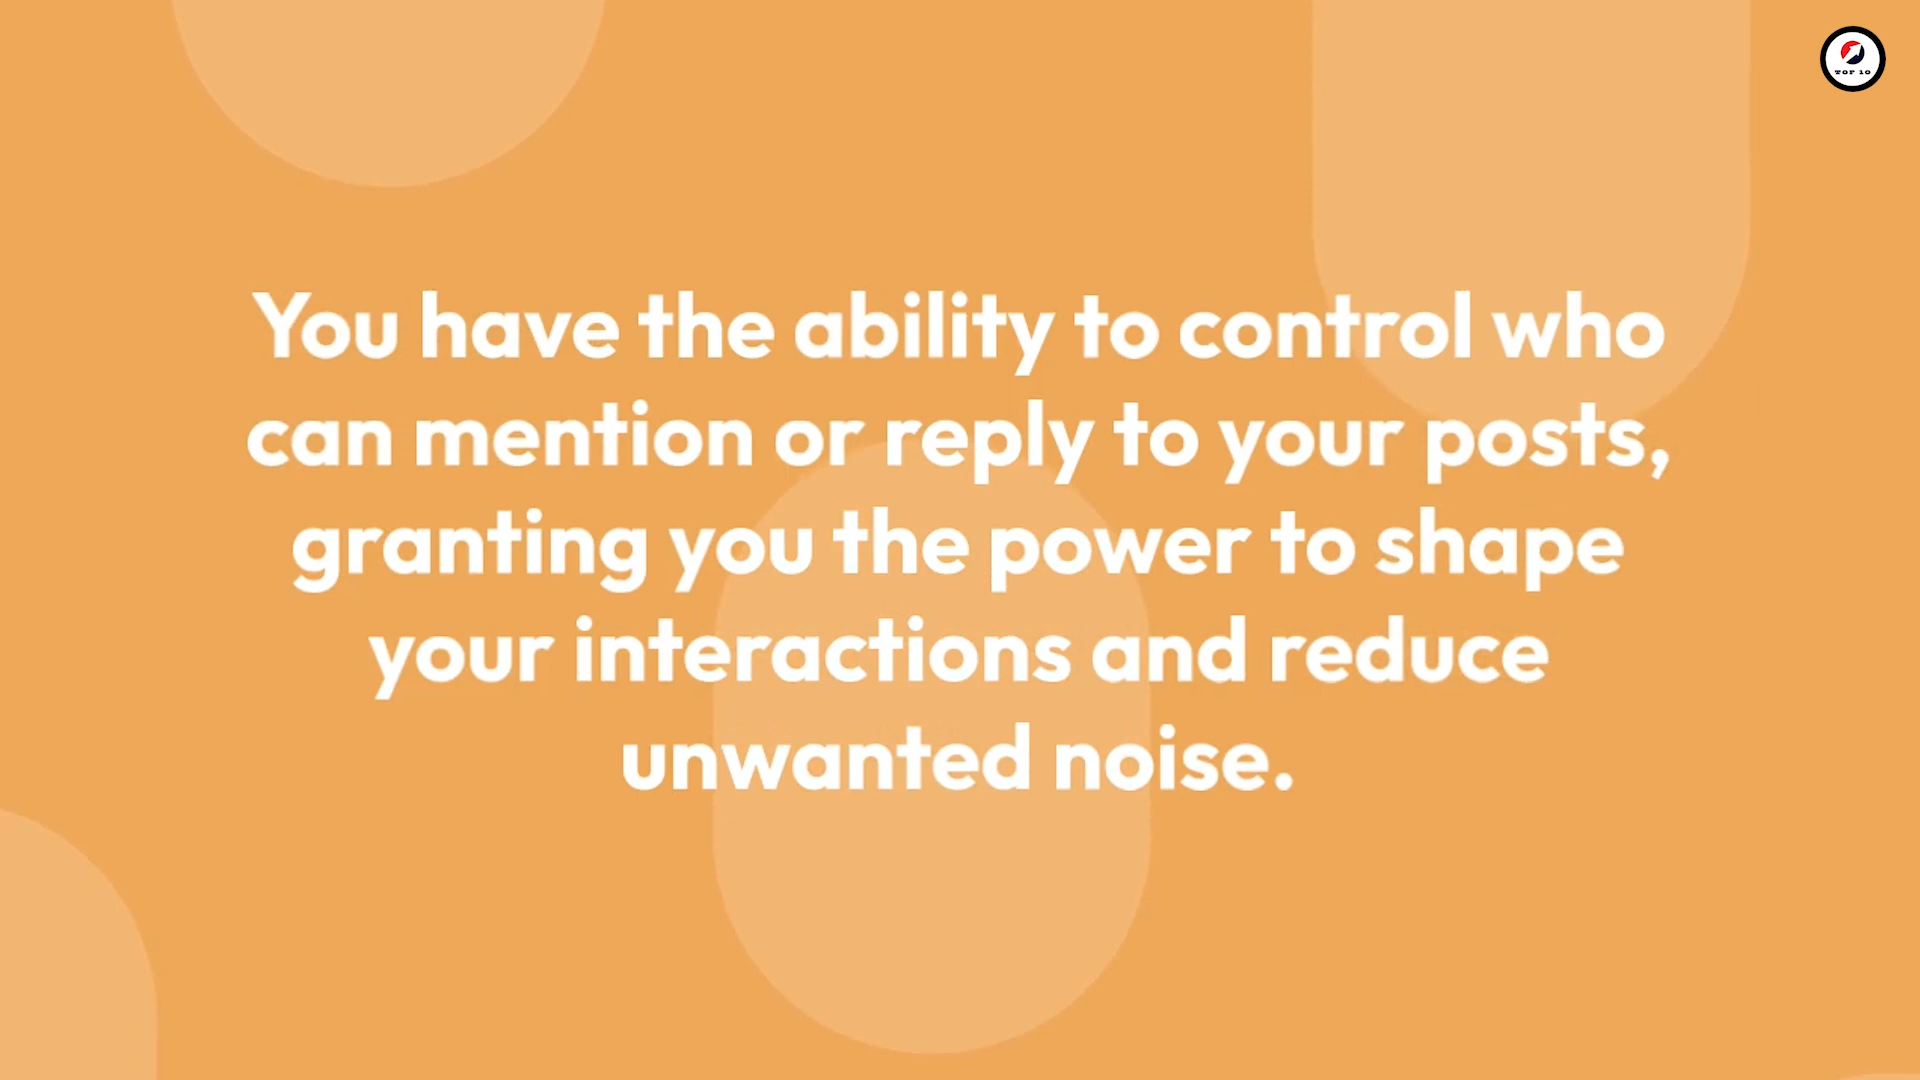 TOP 10
You have the ability to control who
can mention or reply to your posts,
granting you the power to shape
your interactions and reduce
unwanted noise.